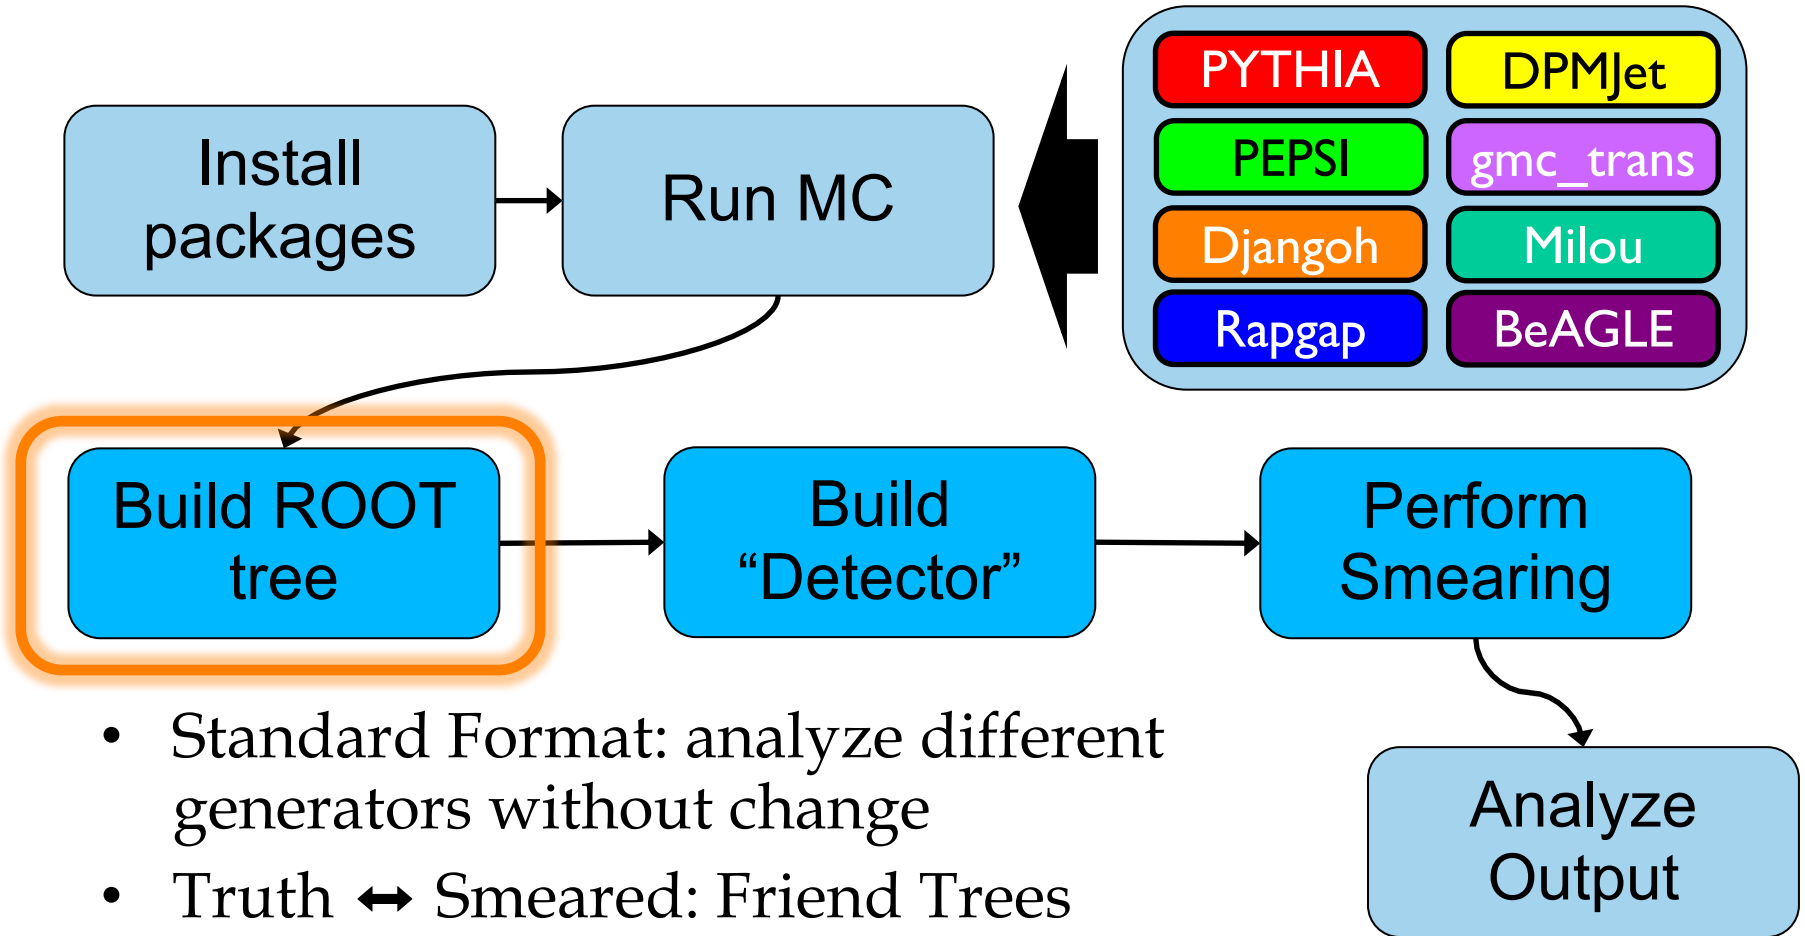 Install
packages
Run MC
PYTHIA
DPMJet
PEPSI
gmc_trans
Djangoh
Milou
Rapgap
BeAGLE
Build ROOT
tree
Build
“Detector”
Perform
Smearing
• Standard Format: analyze different
generators without change
• Truth ↔ Smeared: Friend Trees
Analyze
Output